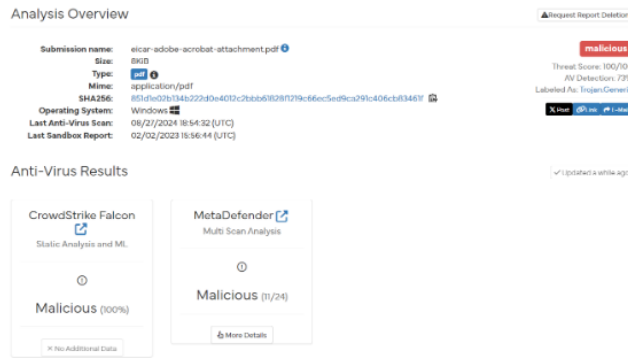 Analysis Overview
Request Report Deletion
Submission name: eicar-adobe-acrobat-attachment.pdf
Size: 8KiB
Type: pdf
Mime: application/pdf
SHA256:
Operating System: Windows
Last Anti-Virus Scan: 08/27/2024 18:54:32 (UTC)
Last Sandbox Report: 02/02/2023 15:56:44 (UTC)
malicious
Threat Score: 100/10
AV Detection: 73%
Labeled As: Trojan.Generi
X Post Link E-Mai
Anti-Virus Results
Updated a while ago
CrowdStrike Falcon
Static Analysis and ML
Malicious (100%)
No Additional Data
MetaDefender
Multi Scan Analysis
Malicious (11/24)
More Details